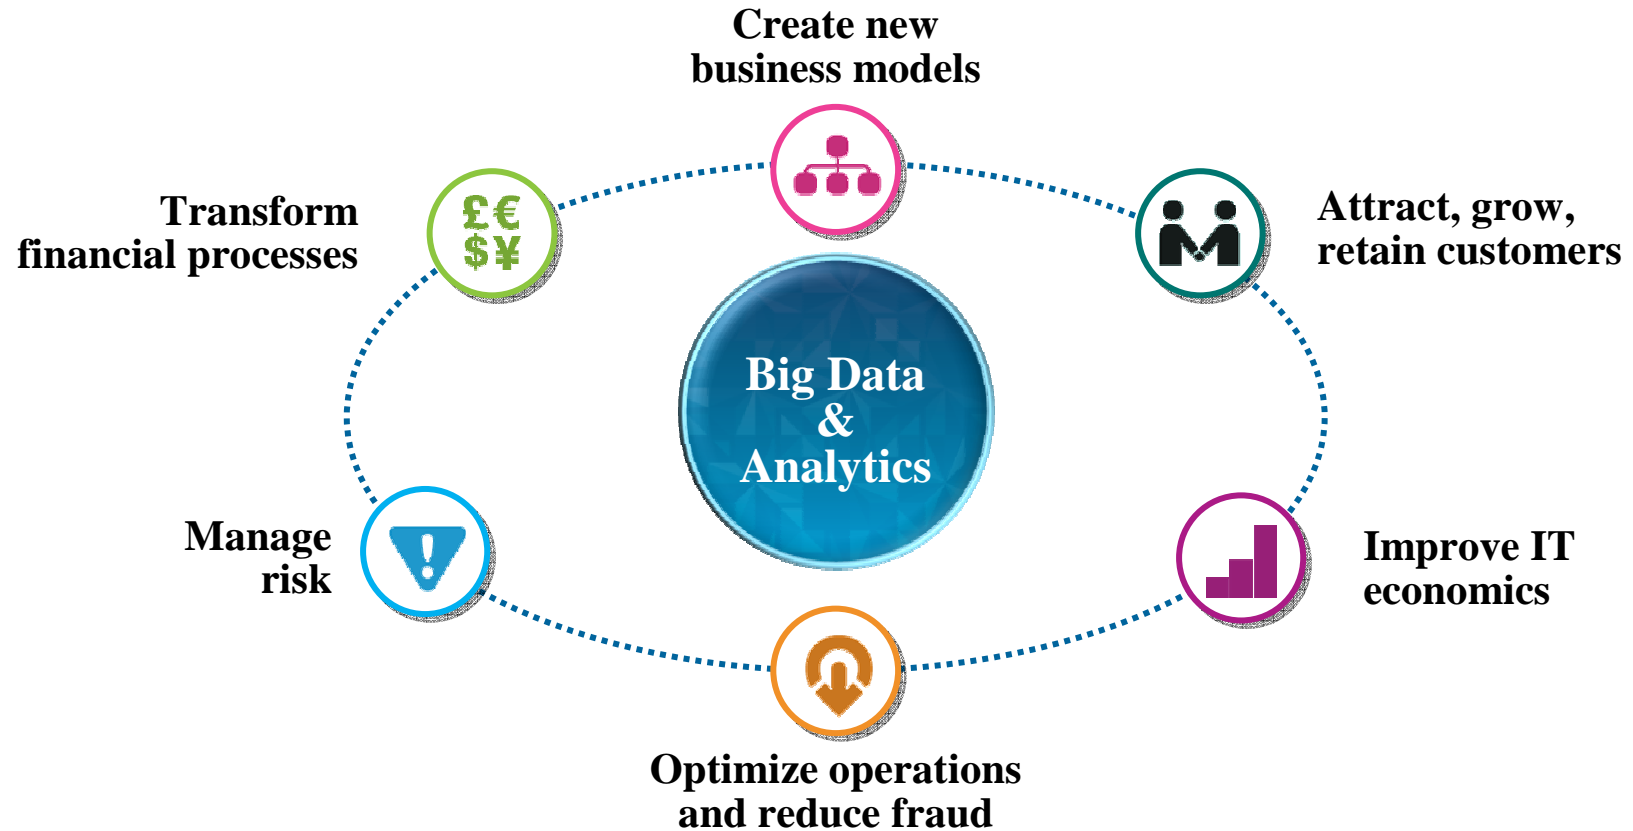 Create new
business models
Transform
financial processes
£€
$¥
Attract, grow,
retain customers
Big Data
&
Analytics
Manage
risk
!
Improve IT
economics
Optimize operations
and reduce fraud